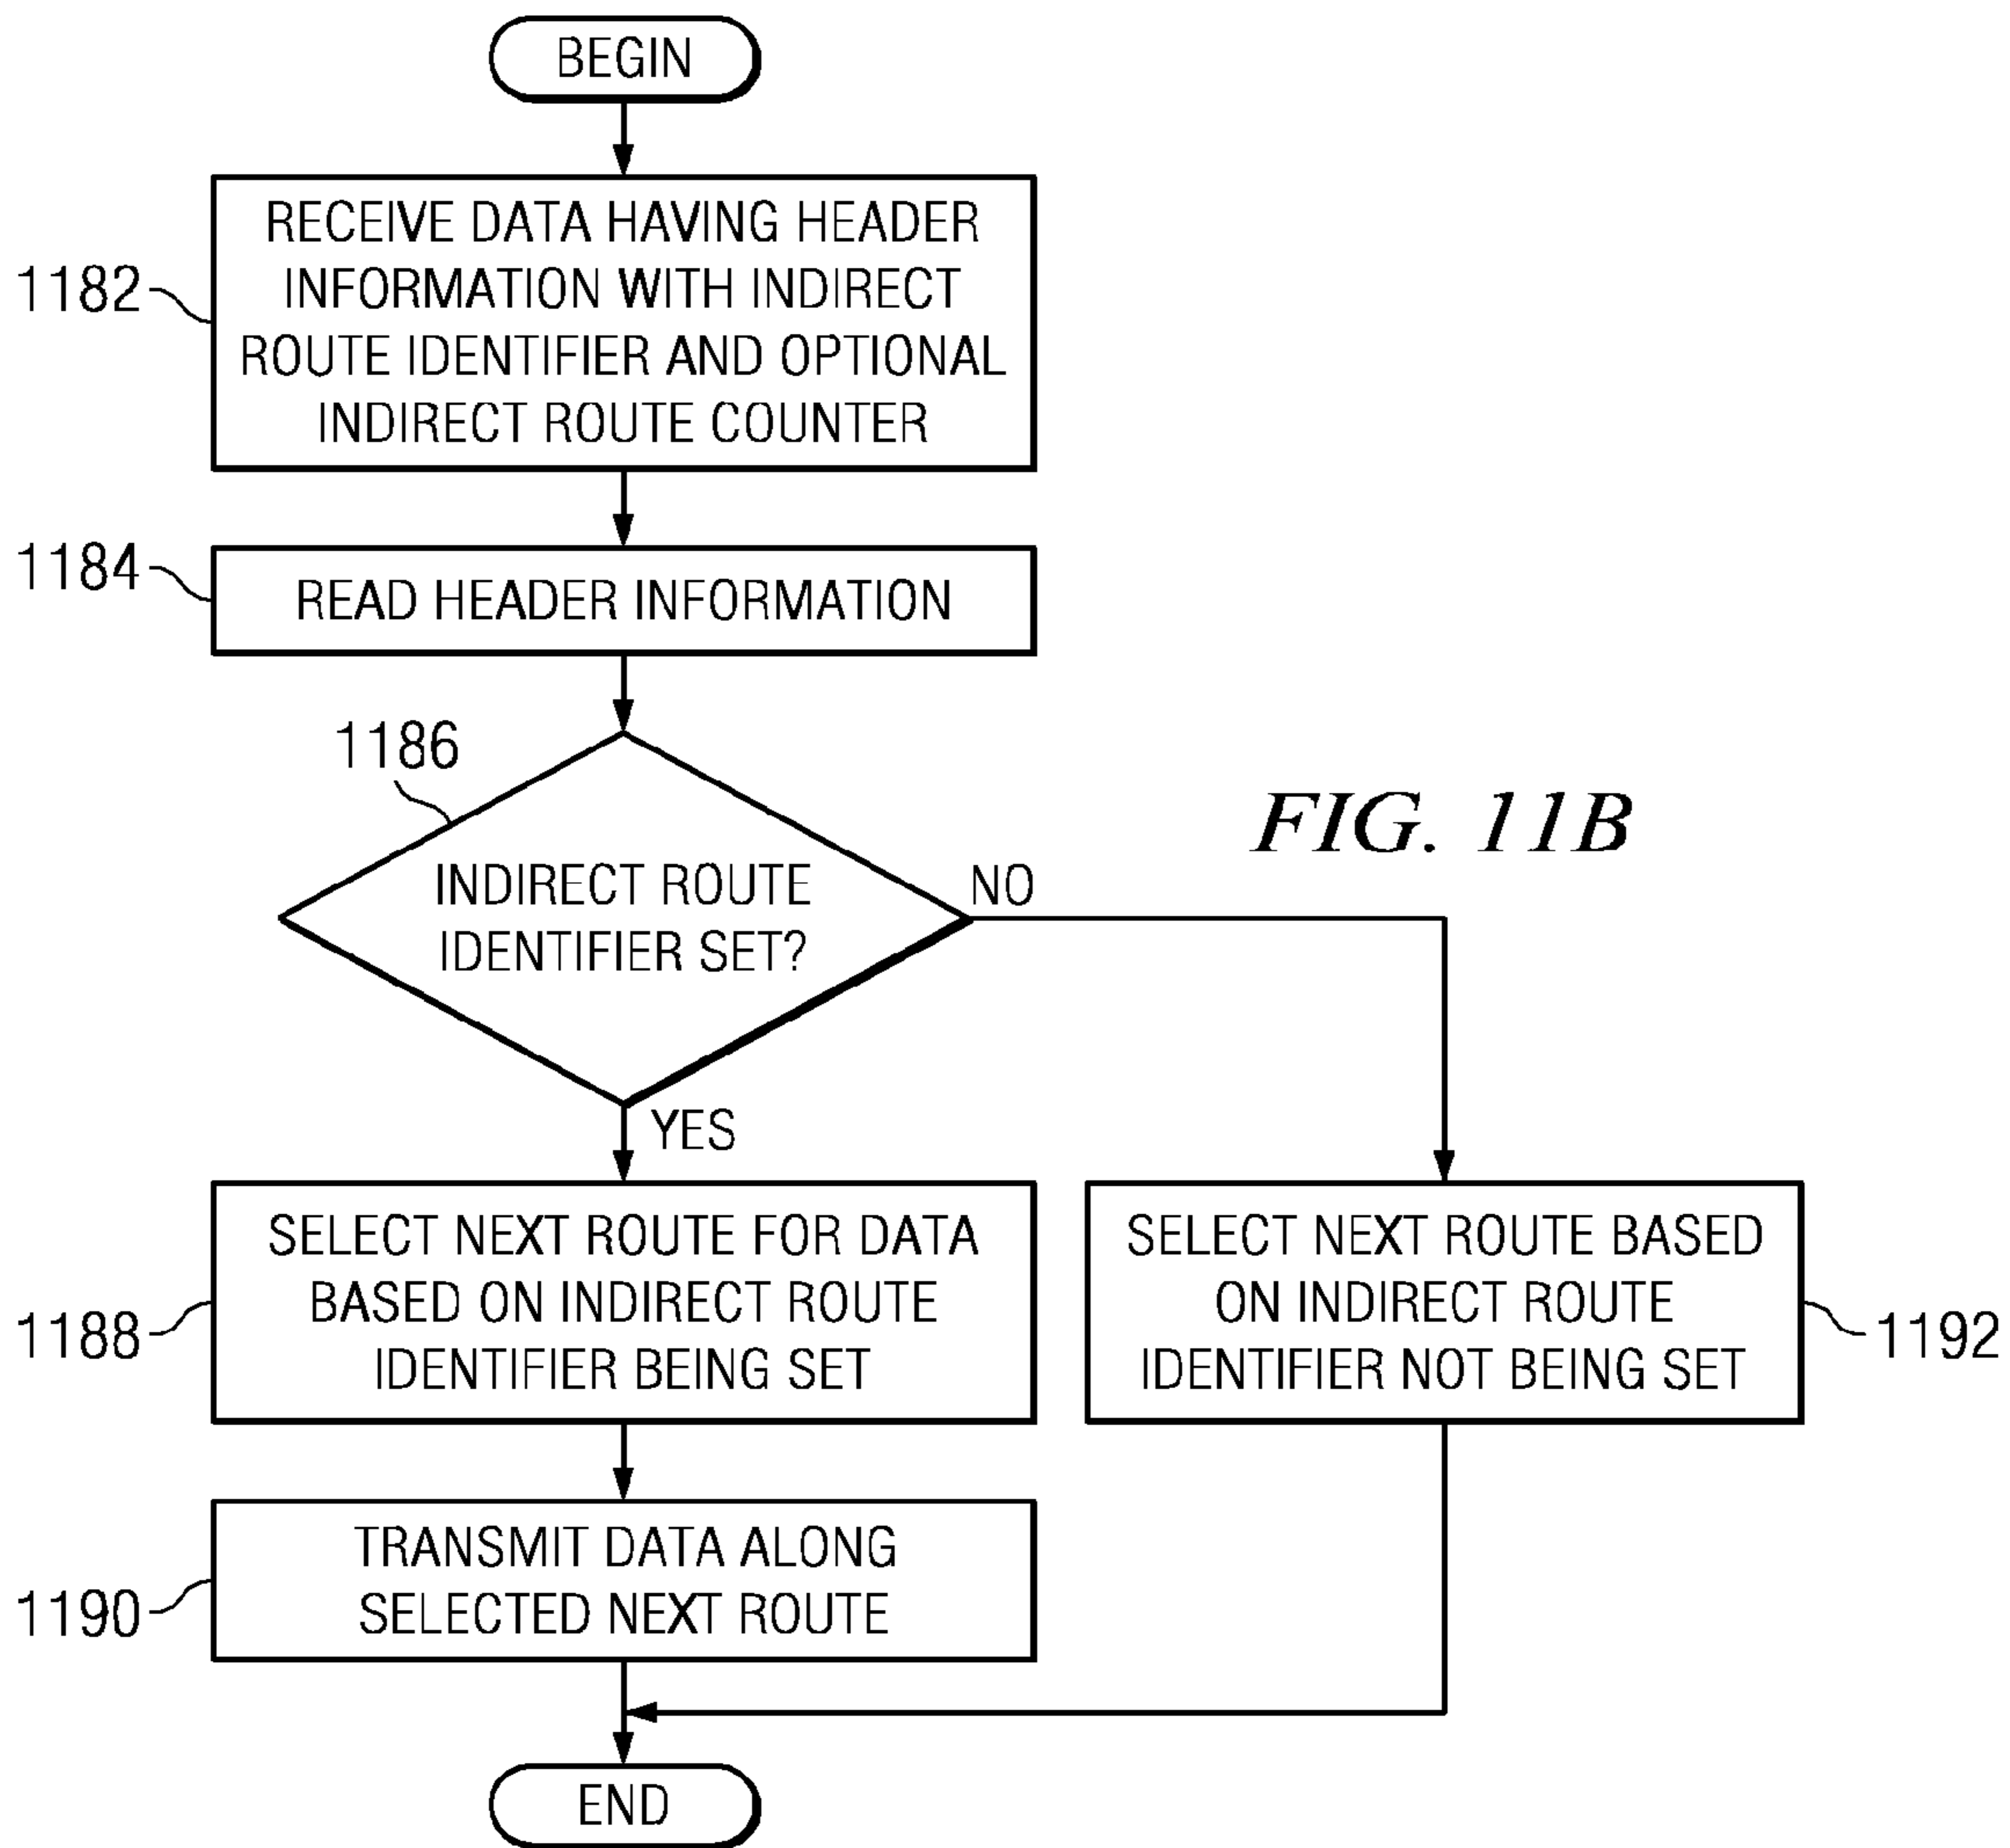 BEGIN
1182
RECEIVE DATA HAVING HEADER
INFORMATION WITH INDIRECT
ROUTE IDENTIFIER AND OPTIONAL
INDIRECT ROUTE COUNTER
1184
READ HEADER INFORMATION
1186
INDIRECT ROUTE
IDENTIFIER SET?
NO
FIG. 11B
YES
1188
SELECT NEXT ROUTE FOR DATA
BASED ON INDIRECT ROUTE
IDENTIFIER BEING SET
SELECT NEXT ROUTE BASED
ON INDIRECT ROUTE
IDENTIFIER NOT BEING SET
1192
1190
TRANSMIT DATA ALONG
SELECTED NEXT ROUTE
END